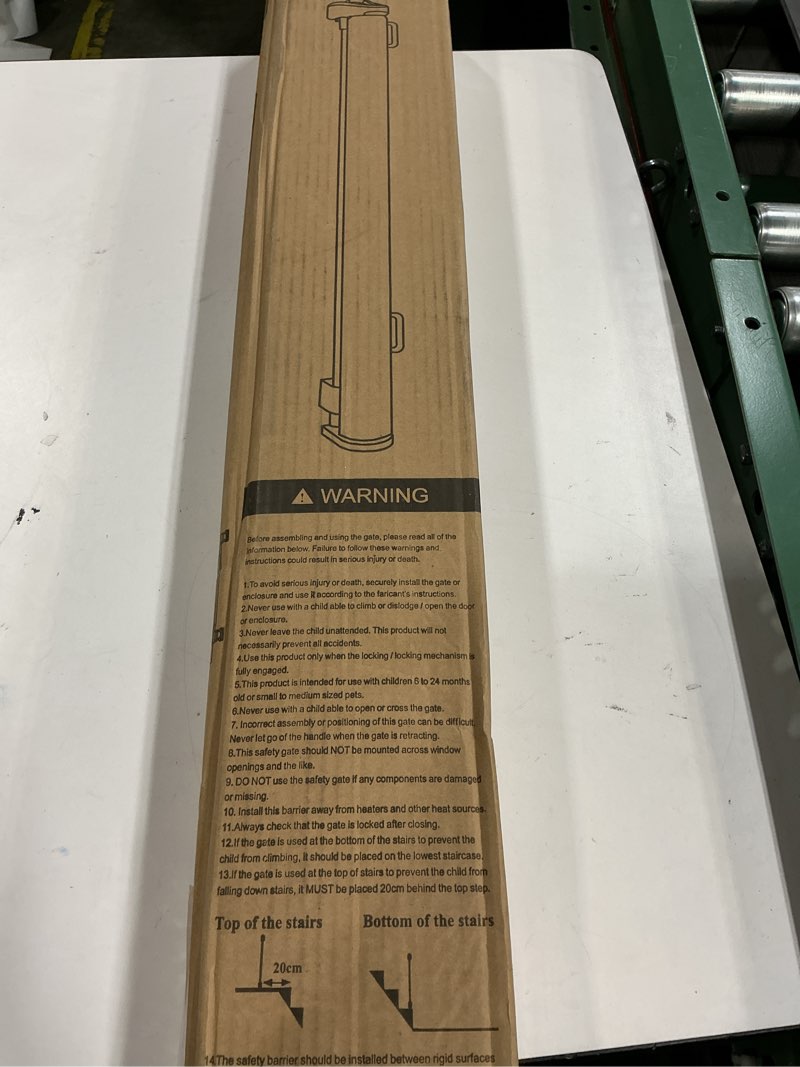 WARNING
Before assembling and using the gate, please read all of the
information below. Failure to follow these warnings and
instructions could result in serious injury or death.
1.To avoid serious injury or death, securely install the gate or
enclosure and use it according to the faricant's instructions.
2.Never use with a child able to climb or dislodge / open the door
or enclosure.
3.Never leave the child unattended. This product will not
necessarily prevent all accidents.
4.Use this product only when the locking / locking mechanism is
fully engaged.
5.This product is intended for use with children 6 to 24 months
old or small to medium sized pets.
6.Never use with a child able to open or cross the gate.
7. Incorrect assembly or positioning of this gate can be difficult
Never let go of the handle when the gate is retracting.
8.This safety gate should NOT be mounted across window
openings and the like.
9. DO NOT use the safety gate if any components are damaged
or missing.
10. Install this barrier away from heaters and other heat sources.
11.Always check that the gate is locked after closing.
12.If the gate is used at the bottom of the stairs to prevent the
child from climbing, it should be placed on the lowest staircase.
13.If the gate is used at the top of stairs to prevent the child from
falling down stairs, it MUST be placed 20cm behind the top step.
Top of the stairs
Bottom of the stairs
20cm
14.The safety barrier should be installed between rigid surfaces